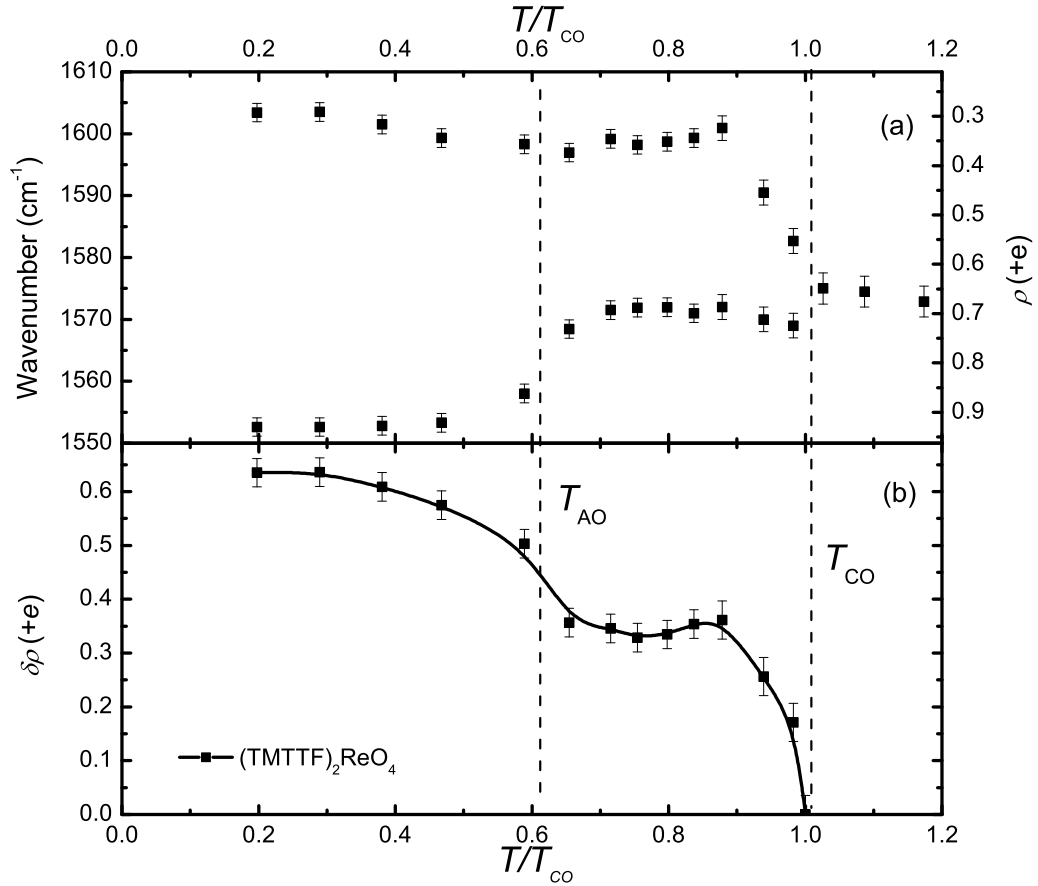 T/T_CO
0.0 0.2 0.4 0.6 0.8 1.0 1.2
1610
1600
1590
1580
1570
1560
1550
Wavenumber (cm⁻¹)
(a)
0.3
0.4
0.5
0.6
0.7
0.8
0.9
ρ (+e)
0.6
0.5
0.4
0.3
0.2
0.1
0.0
δρ (+e)
(b)
T_AO
T_CO
(TMTTF)₂ReO₄
0.0 0.2 0.4 0.6 0.8 1.0 1.2
T/T_CO